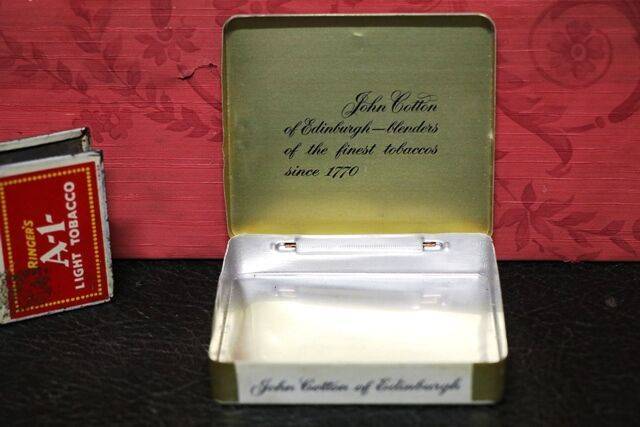 John Cotton
of Edinburgh—blenders
of the finest tobaccos
since 1770
RINGER'S
A-1-
LIGHT TOBACCO
John Cotton of Edinburgh